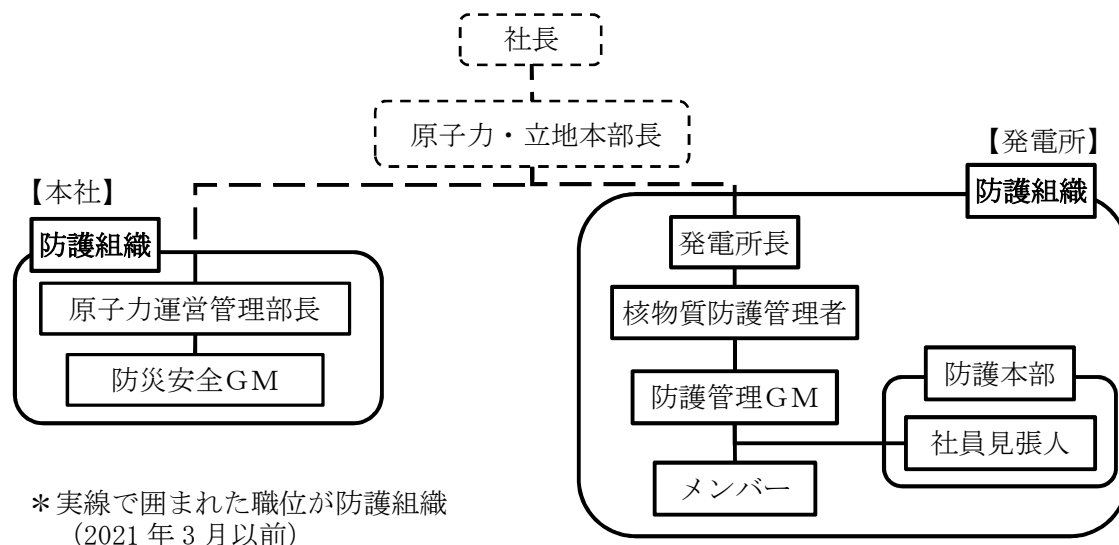 社長
原子力・立地本部長
【本社】
防護組織
原子力運営管理部長
防災安全GM
【発電所】
防護組織
発電所長
核物質防護管理者
防護管理GM
防護本部
社員見張人
メンバー
＊実線で囲まれた職位が防護組織
（2021 年 3 月以前）